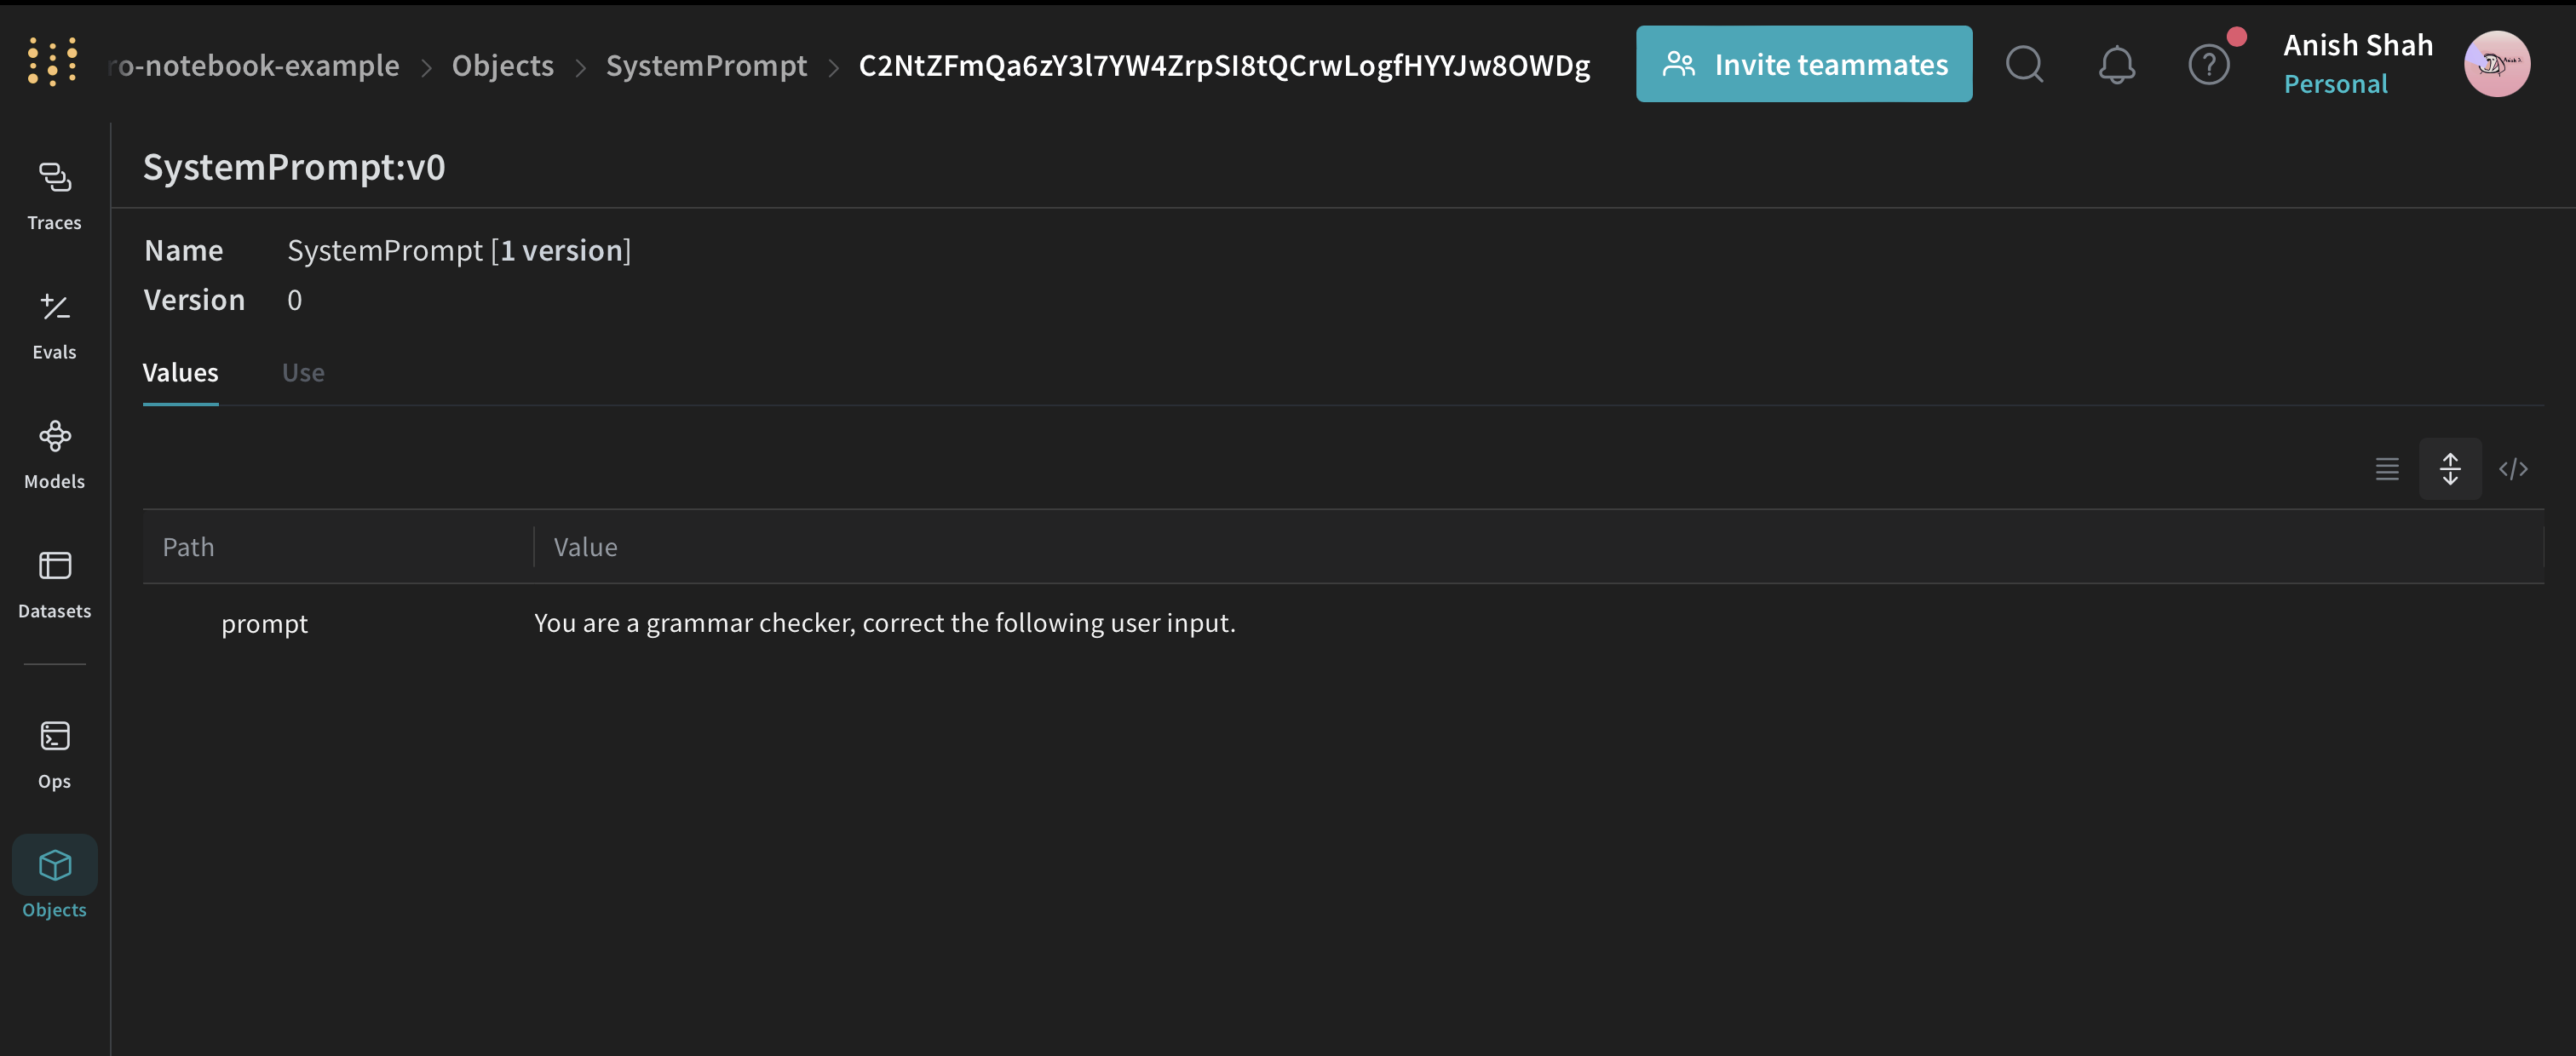 ro-notebook-example > Objects > SystemPrompt > C2NtZFmQa6zY3l7YW4ZrpSI8tQCrwLogfHYYJw8OWDg
Invite teammates
Anish Shah
Personal
SystemPrompt:v0
Name SystemPrompt [1 version]
Version 0
Values Use
Path Value
prompt You are a grammar checker, correct the following user input.
Traces
Evals
Models
Datasets
Ops
Objects